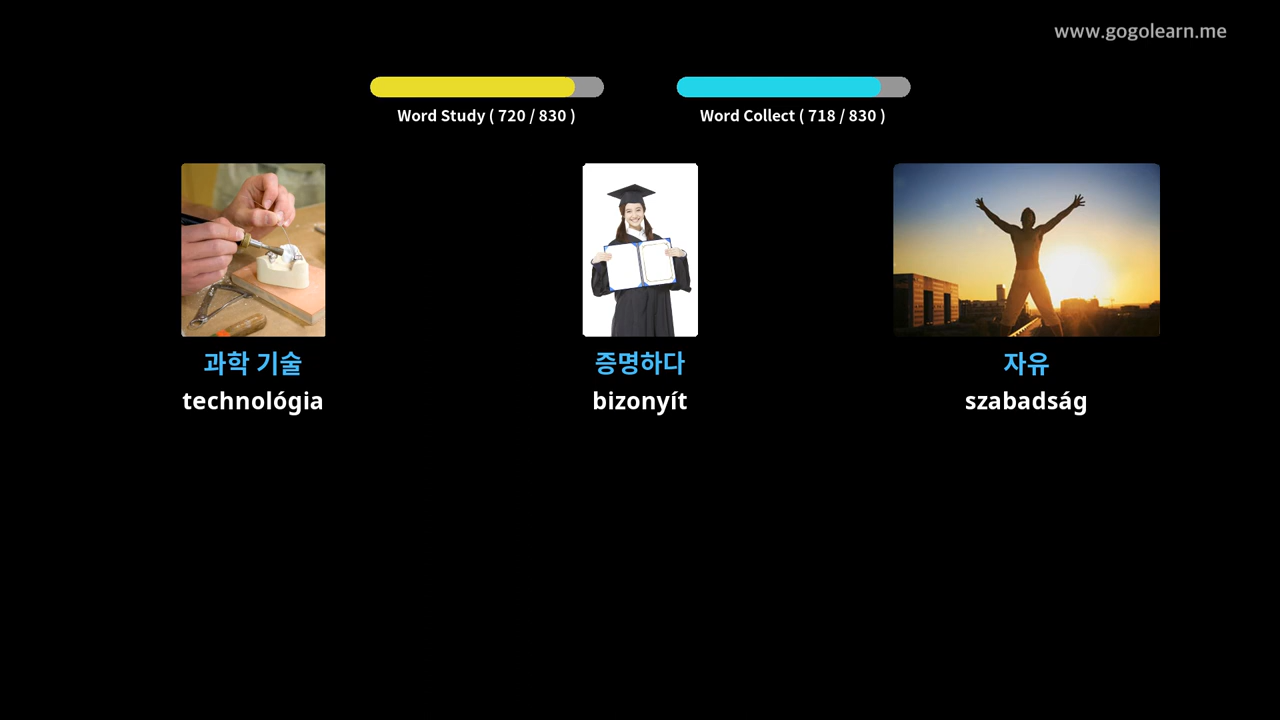 www.gogolearn.me
Word Study ( 720 / 830 )
Word Collect ( 718 / 830 )
과학 기술
technológia
증명하다
bizonyít
자유
szabadság